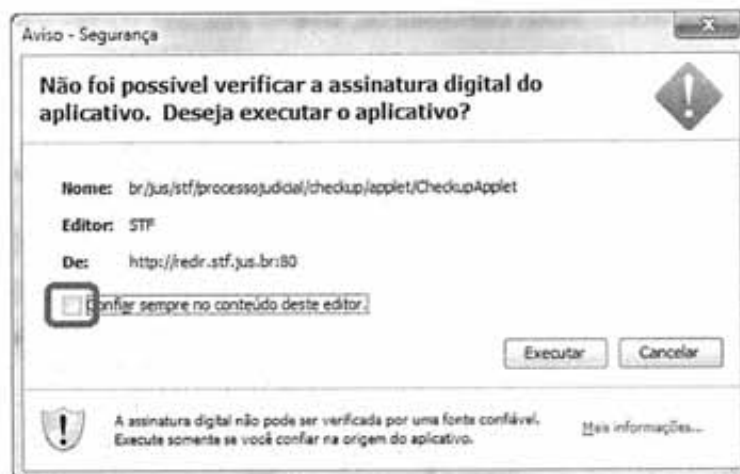 Aviso - Segurança
Não foi possível verificar a assinatura digital do
aplicativo. Deseja executar o aplicativo?
Nome: br/jus/stf/processojudicial/checkup/applet/CheckupApplet
Editor: STF
De: http://redir.stf.jus.br:80
Confiar sempre no conteúdo deste editor.
Executar Cancelar
A assinatura digital não pode ser verificada por uma fonte confiável.
Execute somente se você confiar na origem do aplicativo.
Mais informações...